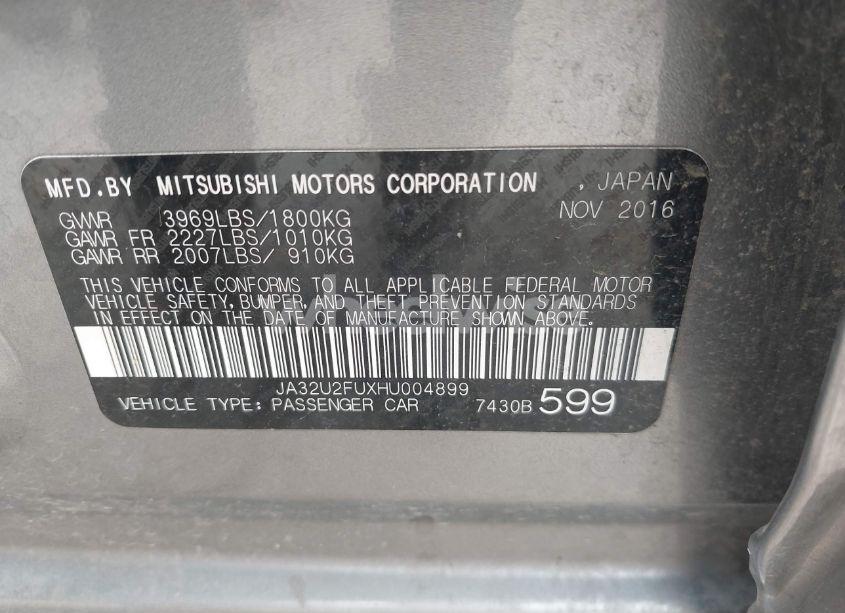 MFD.BY MITSUBISHI MOTORS CORPORATION , JAPAN
GVWR 3969LBS/1800KG NOV 2016
GAWR FR 2227LBS/1010KG
GAWR RR 2007LBS/ 910KG
THIS VEHICLE CONFORMS TO ALL APPLICABLE FEDERAL MOTOR
VEHICLE SAFETY, BUMPER, AND THEFT PREVENTION STANDARDS
IN EFFECT ON THE DATE OF MANUFACTURE SHOWN ABOVE.
JA32U2FUXHU004899
VEHICLE TYPE: PASSENGER CAR 7430B 599